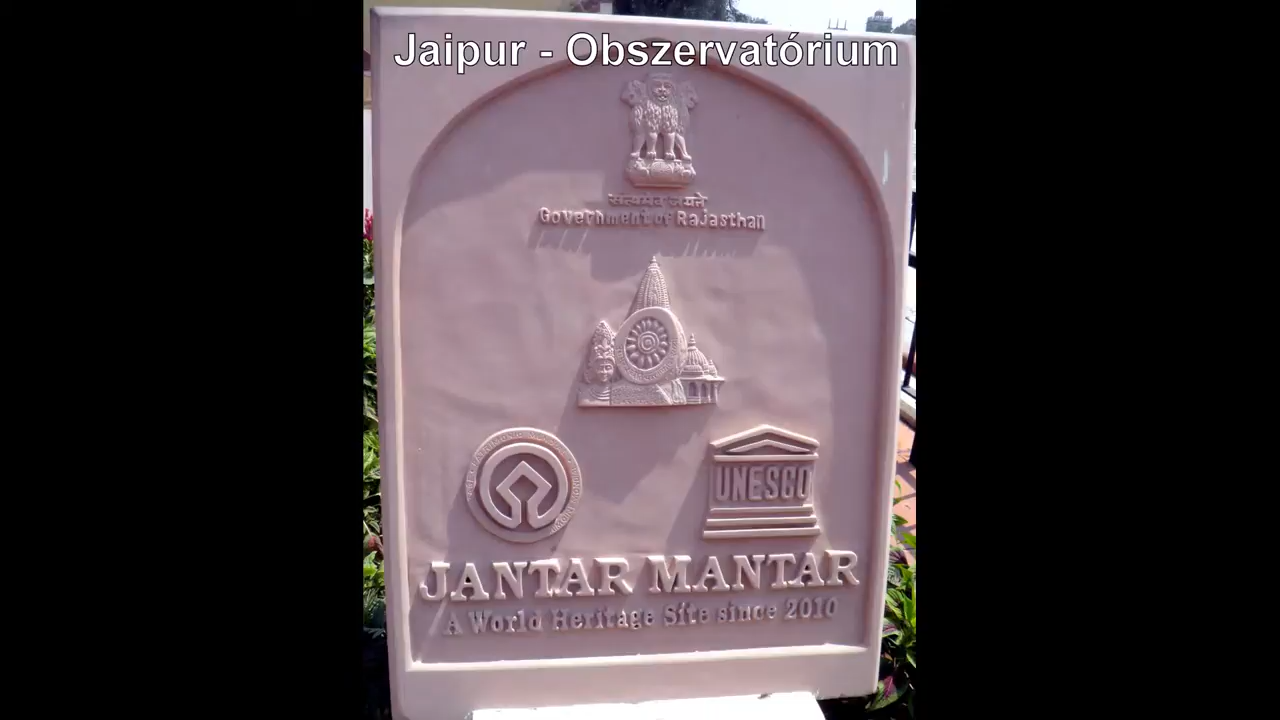 Jaipur - Obszervatórium
सत्यमेव जयते
Government of Rajasthan
UNESCO
JANTAR MANTAR
A World Heritage Site since 2010